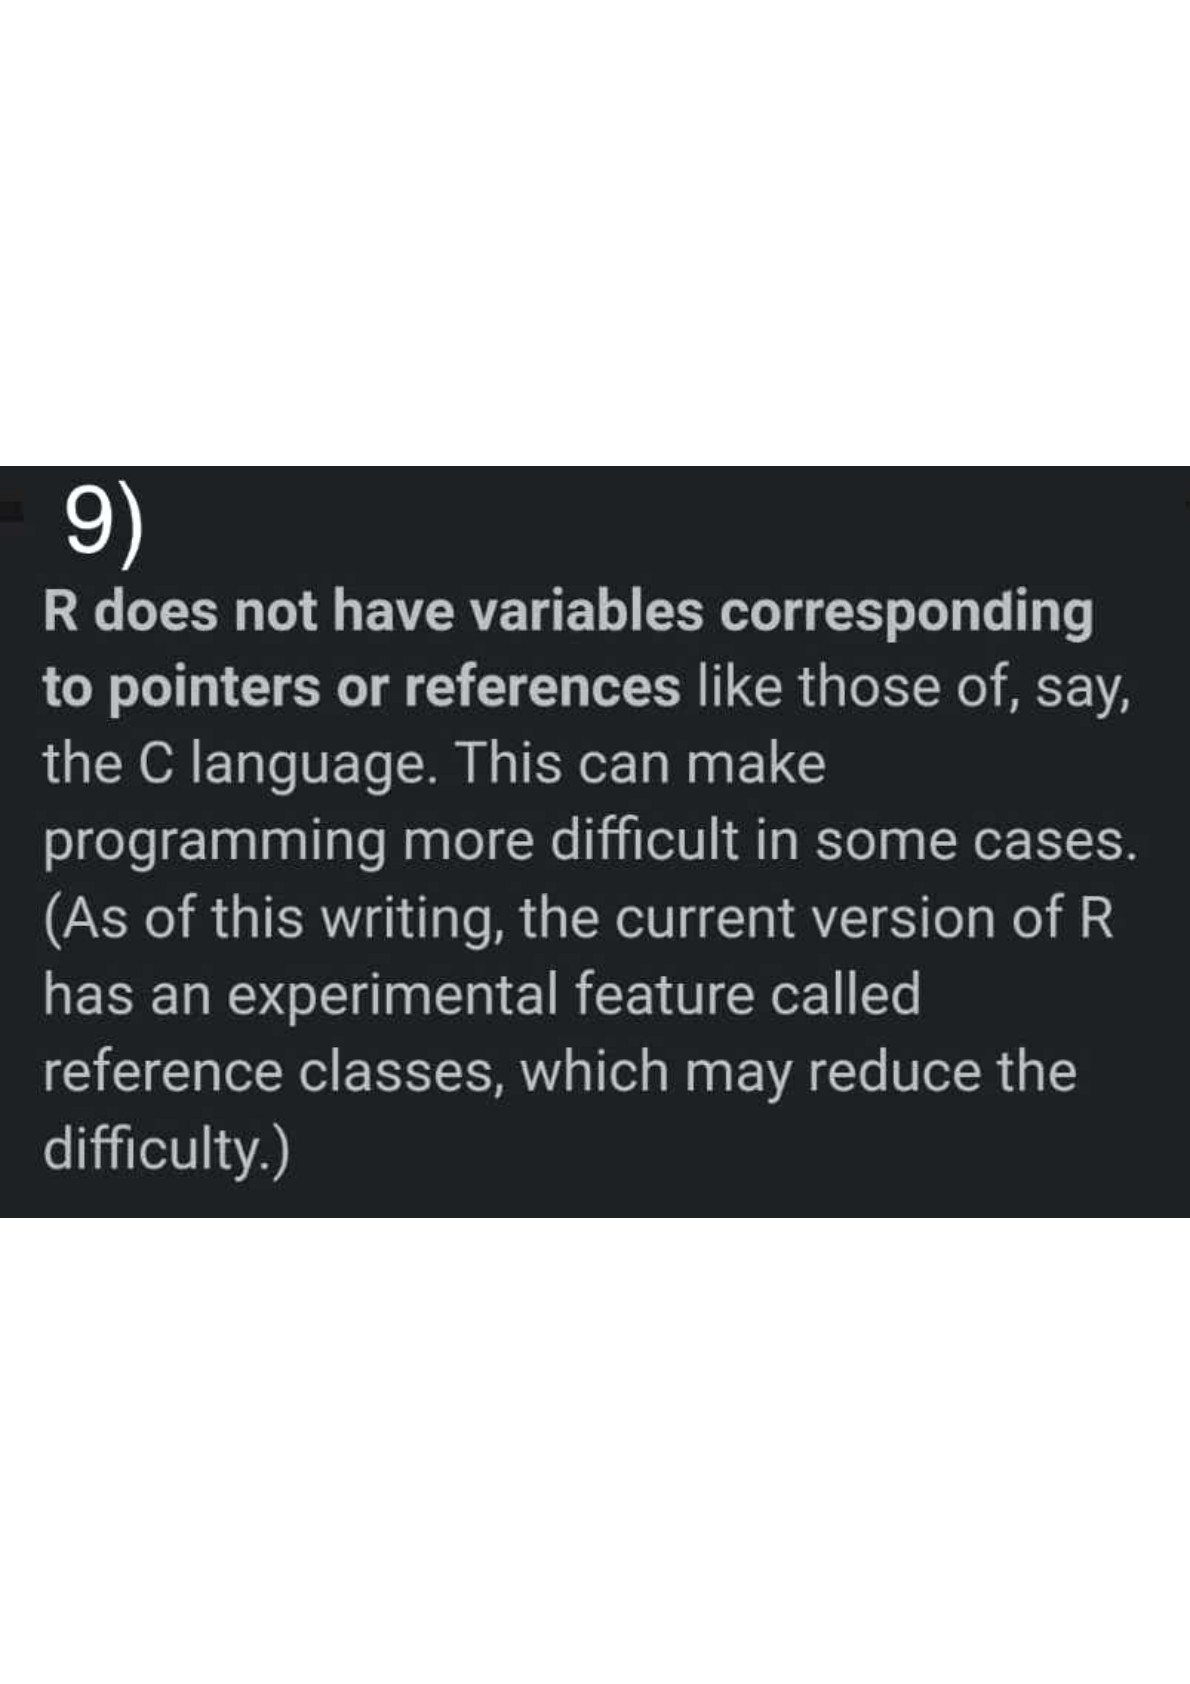 9)
R does not have variables corresponding
to pointers or references like those of, say,
the C language. This can make
programming more difficult in some cases.
(As of this writing, the current version of R
has an experimental feature called
reference classes, which may reduce the
difficulty.)